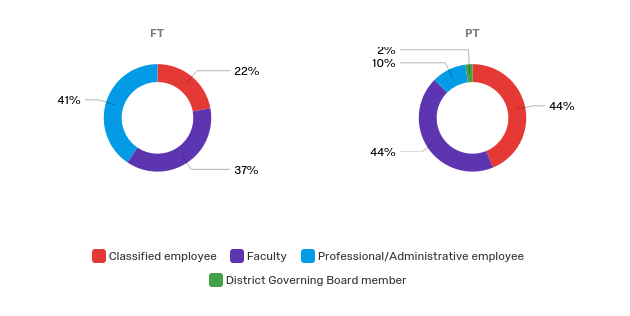 FT
PT
22%
37%
41%
2%
10%
44%
44%
Classified employee
Faculty
Professional/Administrative employee
District Governing Board member